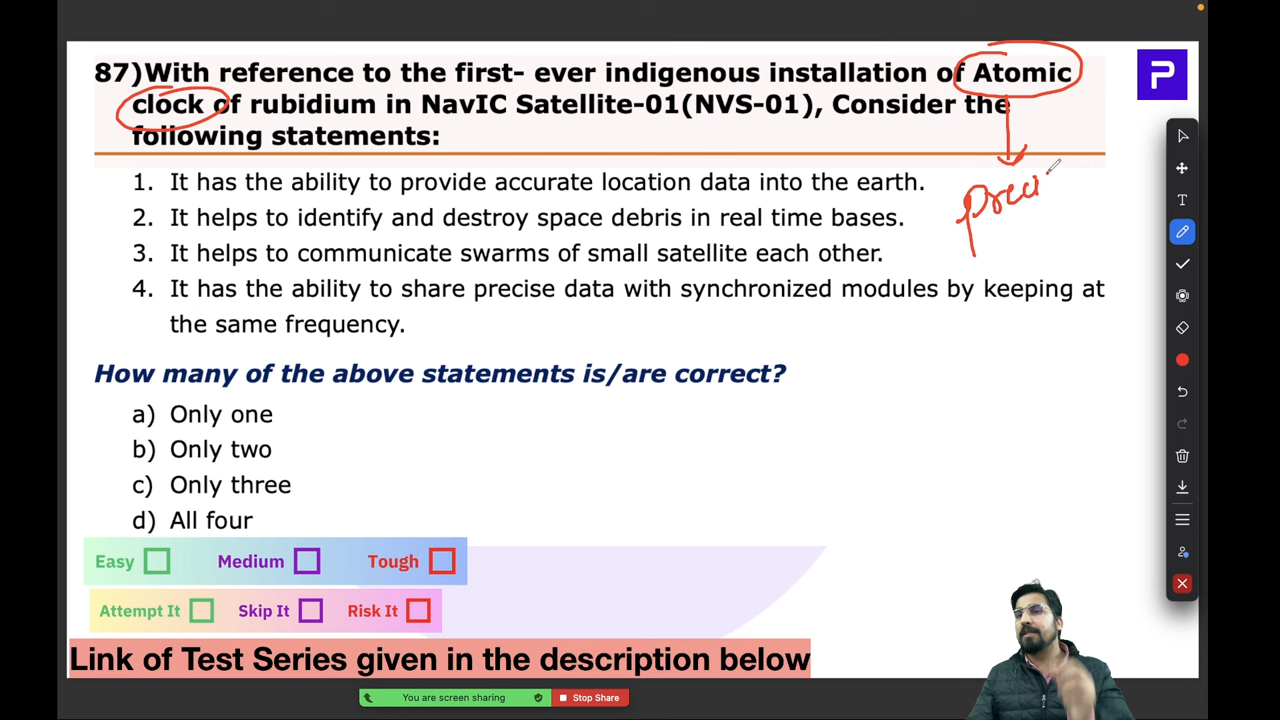 87)With reference to the first- ever indigenous installation of Atomic
clock of rubidium in NavIC Satellite-01(NVS-01), Consider the
following statements:
1. It has the ability to provide accurate location data into the earth.
2. It helps to identify and destroy space debris in real time bases.
3. It helps to communicate swarms of small satellite each other.
4. It has the ability to share precise data with synchronized modules by keeping at
the same frequency.
How many of the above statements is/are correct?
a) Only one
b) Only two
c) Only three
d) All four
Easy Medium Tough
Attempt It Skip It Risk It
Link of Test Series given in the description below
You are screen sharing Stop Share
P
T